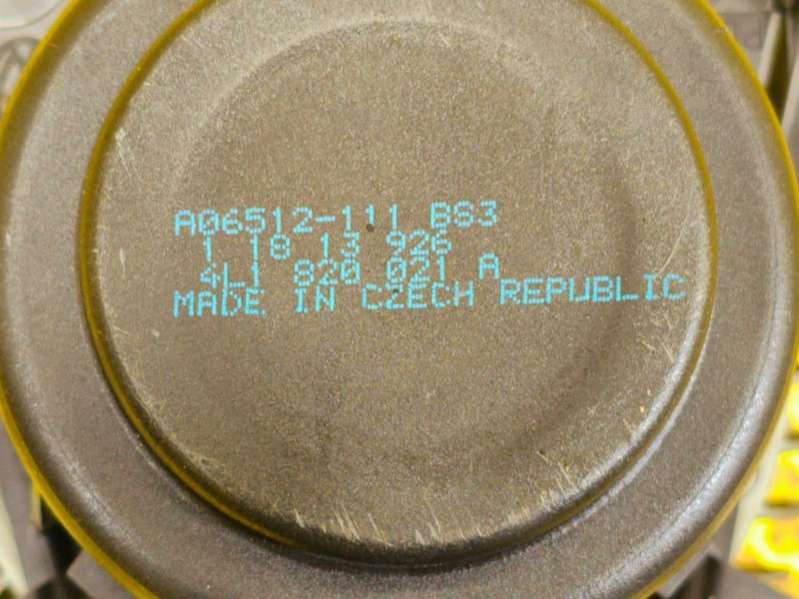 A06512-111 BS3
1 18 13 926
4L1 820 021 A
MADE IN CZECH REPUBLIC